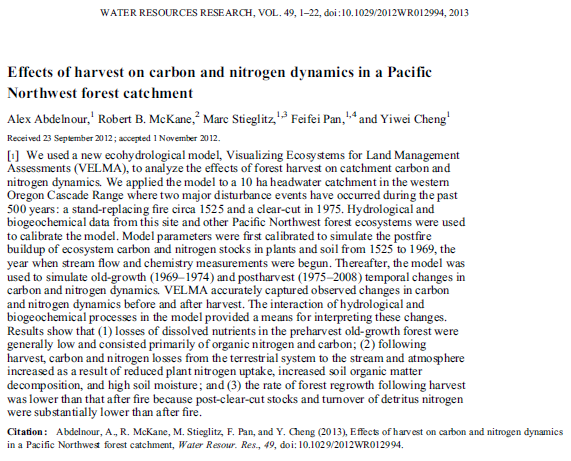 WATER RESOURCES RESEARCH, VOL. 49, 1–22, doi:10.1029/2012WR012994, 2013
Effects of harvest on carbon and nitrogen dynamics in a Pacific
Northwest forest catchment
Alex Abdelnour,1 Robert B. McKane,2 Marc Stieglitz,1,3 Feifei Pan,1,4 and Yiwei Cheng1
Received 23 September 2012; accepted 1 November 2012.
[1] We used a new ecohydrological model, Visualizing Ecosystems for Land Management
Assessments (VELMA), to analyze the effects of forest harvest on catchment carbon and
nitrogen dynamics. We applied the model to a 10 ha headwater catchment in the western
Oregon Cascade Range where two major disturbance events have occurred during the past
500 years: a stand-replacing fire circa 1525 and a clear-cut in 1975. Hydrological and
biogeochemical data from this site and other Pacific Northwest forest ecosystems were used
to calibrate the model. Model parameters were first calibrated to simulate the postfire
buildup of ecosystem carbon and nitrogen stocks in plants and soil from 1525 to 1969, the
year when stream flow and chemistry measurements were begun. Thereafter, the model was
used to simulate old-growth (1969–1974) and postharvest (1975–2008) temporal changes in
carbon and nitrogen dynamics. VELMA accurately captured observed changes in carbon
and nitrogen dynamics before and after harvest. The interaction of hydrological and
biogeochemical processes in the model provided a means for interpreting these changes.
Results show that (1) losses of dissolved nutrients in the preharvest old-growth forest were
generally low and consisted primarily of organic nitrogen and carbon; (2) following
harvest, carbon and nitrogen losses from the terrestrial system to the stream and atmosphere
increased as a result of reduced plant nitrogen uptake, increased soil organic matter
decomposition, and high soil moisture; and (3) the rate of forest regrowth following harvest
was lower than that after fire because post-clear-cut stocks and turnover of detritus nitrogen
were substantially lower than after fire.
Citation: Abdelnour, A., R. McKane, M. Stieglitz, F. Pan, and Y. Cheng (2013), Effects of harvest on carbon and nitrogen dynamics
in a Pacific Northwest forest catchment, Water Resour. Res., 49, doi:10.1029/2012WR012994.